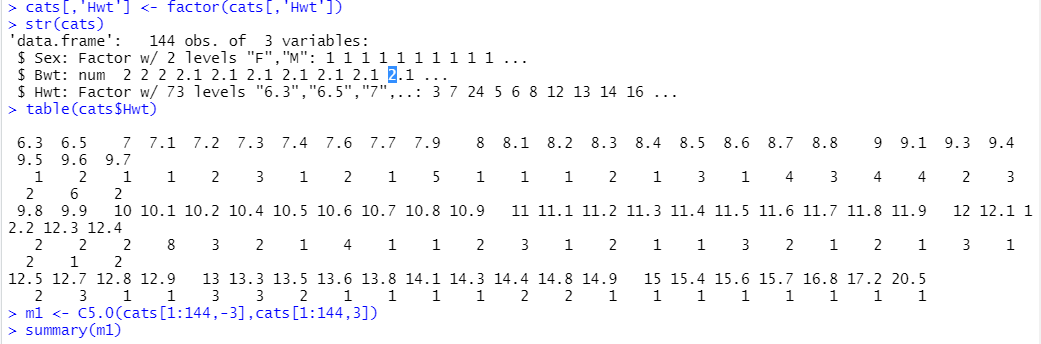 > cats[,'Hwt'] <- factor(cats[,'Hwt'])
> str(cats)
'data.frame':   144 obs. of  3 variables:
 $ Sex: Factor w/ 2 levels "F","M": 1 1 1 1 1 1 1 1 1 1 ...
 $ Bwt: num  2 2 2 2.1 2.1 2.1 2.1 2.1 2.1 2.1 ...
 $ Hwt: Factor w/ 73 levels "6.3","6.5","7",..: 3 7 24 5 6 8 12 13 14 16 ...
> table(cats$Hwt)
 6.3  6.5    7  7.1  7.2  7.3  7.4  7.6  7.7  7.9    8  8.1  8.2  8.3  8.4  8.5  8.6  8.7  8.8    9  9.1  9.3  9.4
 9.5  9.6  9.7
   1    2    1    1    2    3    1    2    1    5    1    1    1    2    1    3    1    4    3    4    4    2    3
   2    6    2
 9.8  9.9   10 10.1 10.2 10.4 10.5 10.6 10.7 10.8 10.9   11 11.1 11.2 11.3 11.4 11.5 11.6 11.7 11.8 11.9   12 12.1 1
2.2 12.3 12.4
   2    2    2    8    3    2    1    4    1    1    2    3    1    2    1    1    3    2    1    2    1    3    1
   2    1    2
12.5 12.7 12.8 12.9   13 13.3 13.5 13.6 13.8 14.1 14.3 14.4 14.8 14.9   15 15.4 15.6 15.7 16.8 17.2 20.5
   2    3    1    1    3    3    2    1    1    1    1    2    2    1    1    1    1    1    1    1    1
> m1 <- C5.0(cats[1:144,-3],cats[1:144,3])
> summary(m1)